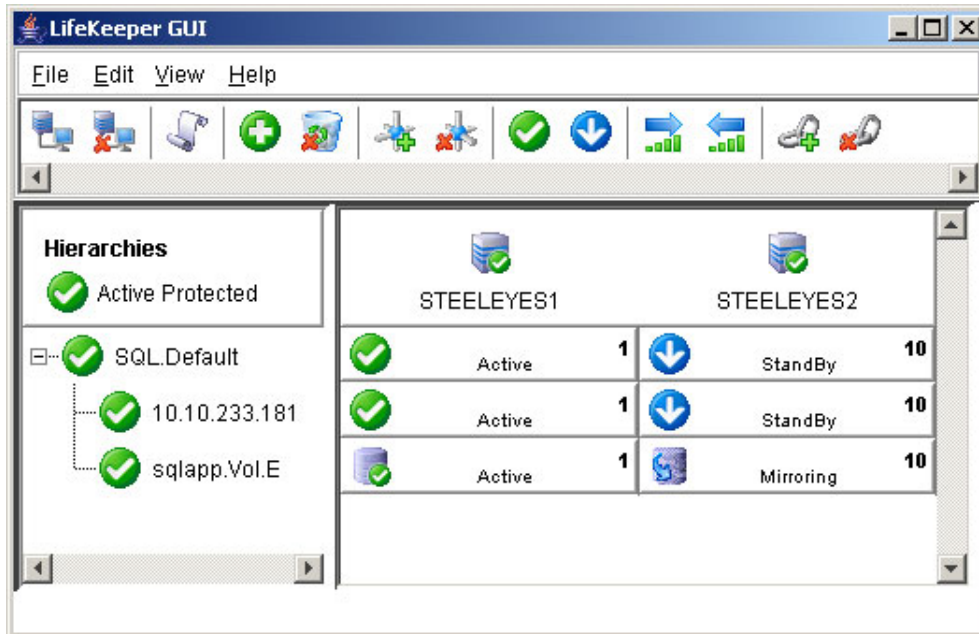 LifeKeeper GUI
File Edit View Help
Hierarchies
Active Protected
STEELEYES1 STEELEYES2
SQL.Default Active 1 StandBy 10
10.10.233.181 Active 1 StandBy 10
sqlapp.Vol.E Active 1 Mirroring 10